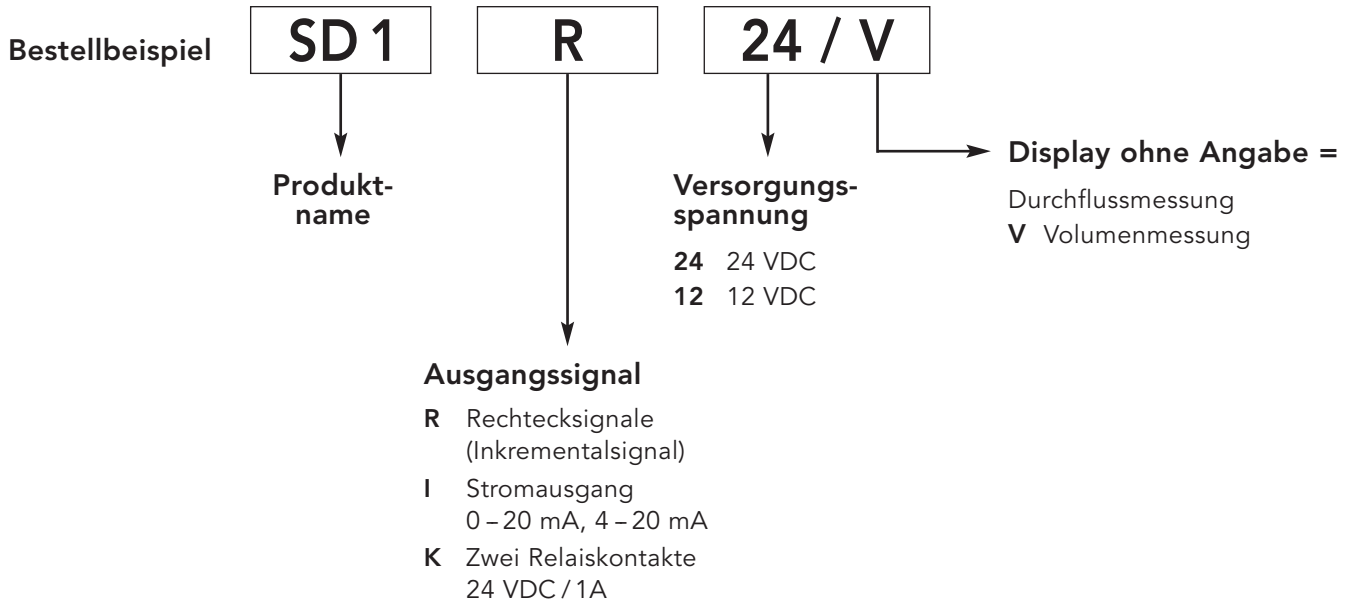 Bestellbeispiel SD 1 R 24 / V
Display ohne Angabe =
Durchflussmessung
V Volumenmessung
Produkt-
name
Versorgungs-
spannung
24 24 VDC
12 12 VDC
Ausgangssignal
R Rechtecksignale
(Inkrementalsignal)
I Stromausgang
0 – 20 mA, 4 – 20 mA
K Zwei Relaiskontakte
24 VDC / 1A